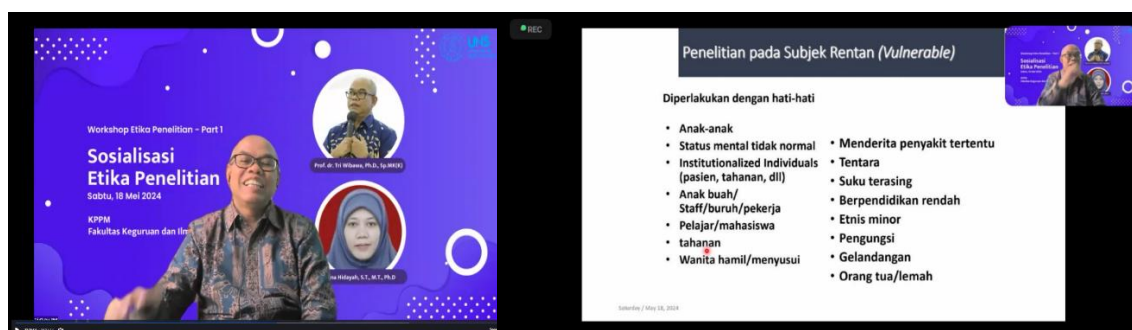 UHS
Workshop Etika Penelitian - Part 1
Sosialisasi
Etika Penelitian
Sabtu, 18 Mei 2024
KPPM
Fakultas Keguruan dan Ilm
Prof. dr. Tri Wibawa, Ph.D., Sp.MK(K)
Hidayah, S.T., M.T., Ph.D
REC
Penelitian pada Subjek Rentan (Vulnerable)
Diperlakukan dengan hati-hati
• Anak-anak
• Status mental tidak normal
• Institutionalized Individuals
(pasien, tahanan, dll)
• Anak buah/
Staff/buruh/pekerja
• Pelajar/mahasiswa
• tahanan
• Wanita hamil/menyusui
• Menderita penyakit tertentu
• Tentara
• Suku terasing
• Berpendidikan rendah
• Etnis minor
• Pengungsi
• Gelandangan
• Orang tua/lemah
Saturday / May 18, 2024
Sosialisasi
Etika Penelitian